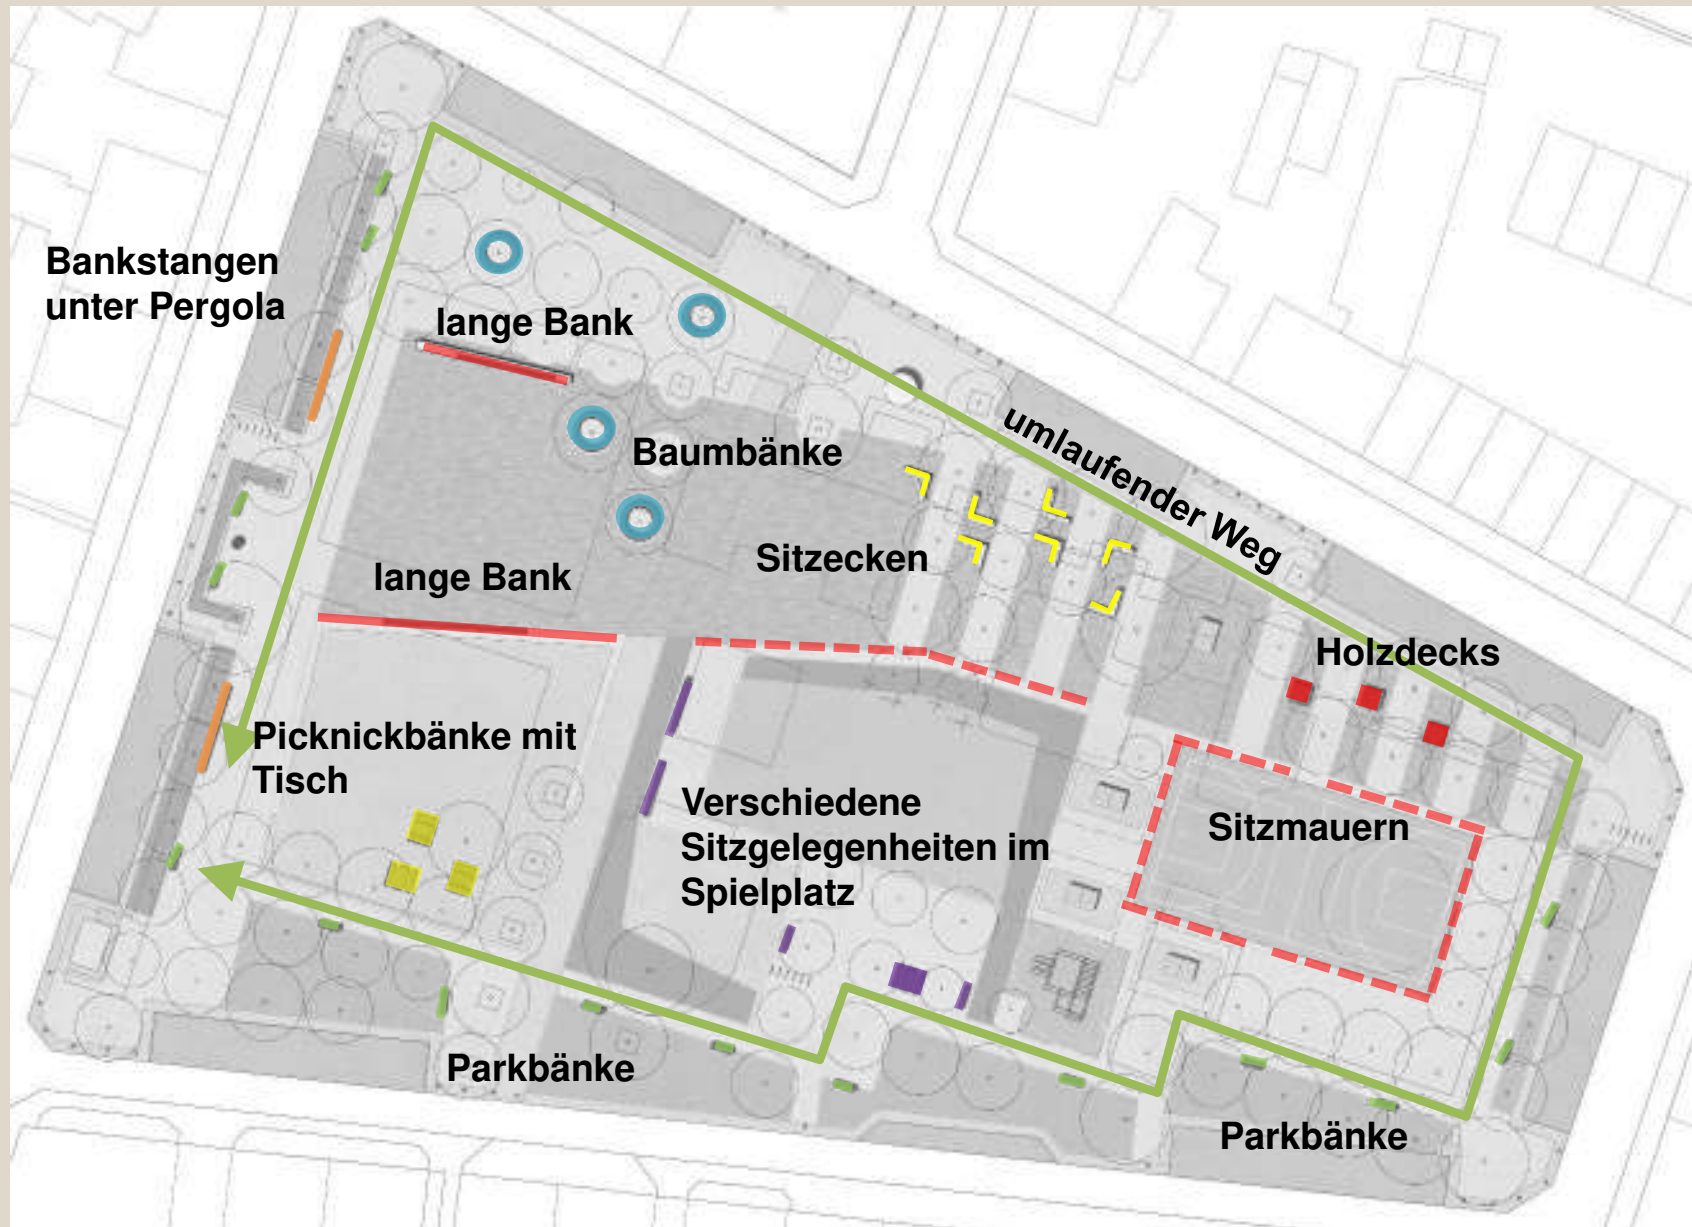 Bankstangen
unter Pergola
lange Bank
umlaufender Weg
Baumbänke
Sitzecken
lange Bank
Holzdecks
Picknickbänke mit
Tisch
Verschiedene
Sitzgelegenheiten im
Spielplatz
Sitzmauern
Parkbänke
Parkbänke